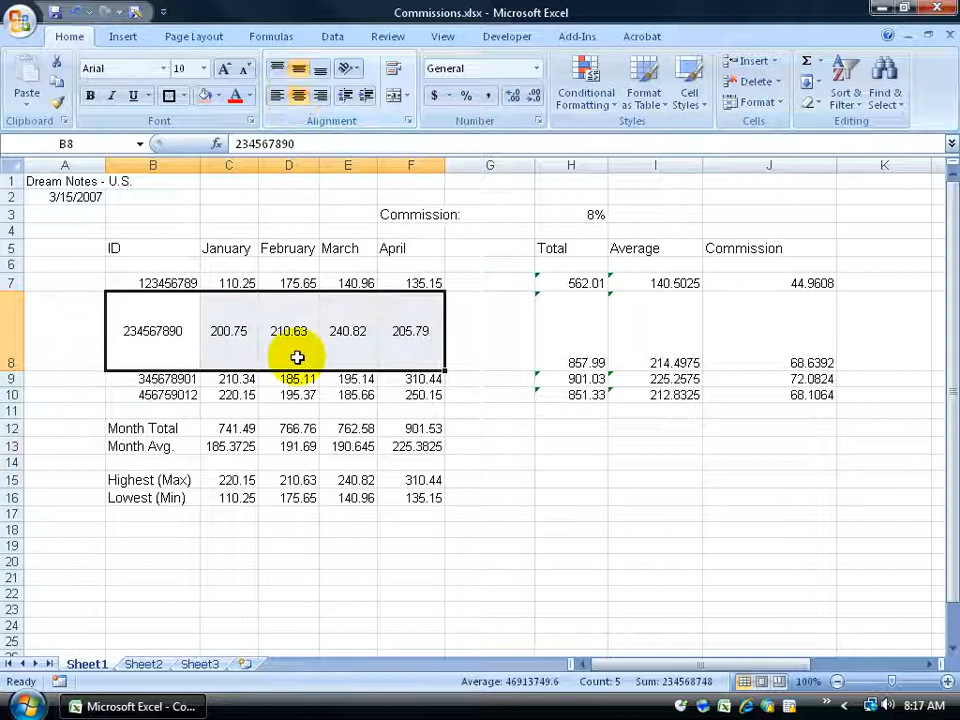 Commissions.xlsx - Microsoft Excel
Home Insert Page Layout Formulas Data Review View Developer Add-Ins Acrobat
Paste
Arial 10
General
Conditional Formatting
Format as Table
Cell Styles
Insert
Delete
Format
Sort & Filter
Find & Select
Clipboard Font Alignment Number Styles Cells Editing
B8 fx 234567890
A B C D E F G H I J K
1 Dream Notes - U.S.
2 3/15/2007
3 Commission: 8%
4
5 ID January February March April Total Average Commission
6
7 123456789 110.25 175.65 140.96 135.15 562.01 140.5025 44.9608
8 234567890 200.75 210.63 240.82 205.79 857.99 214.4975 68.6392
9 345678901 210.34 185.11 195.14 310.44 901.03 225.2575 72.0824
10 456759012 220.15 195.37 185.66 250.15 851.33 212.8325 68.1064
11
12 Month Total 741.49 766.76 762.58 901.53
13 Month Avg. 185.3725 191.69 190.645 225.3825
14
15 Highest (Max) 220.15 210.63 240.82 310.44
16 Lowest (Min) 110.25 175.65 140.96 135.15
17
18
19
20
21
22
23
24
25
Sheet1 Sheet2 Sheet3
Ready Average: 46913749.6 Count: 5 Sum: 234568748 100%
Microsoft Excel - Co... 8:17 AM